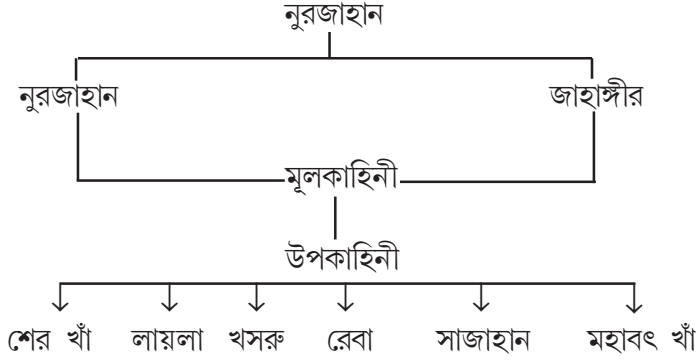 নুরজাহান
নুরজাহান জাহাঙ্গীর
মূলকাহিনী
উপকাহিনী
শের খাঁ লায়লা খসরু রেবা সাজাহান মহাবৎ খাঁ